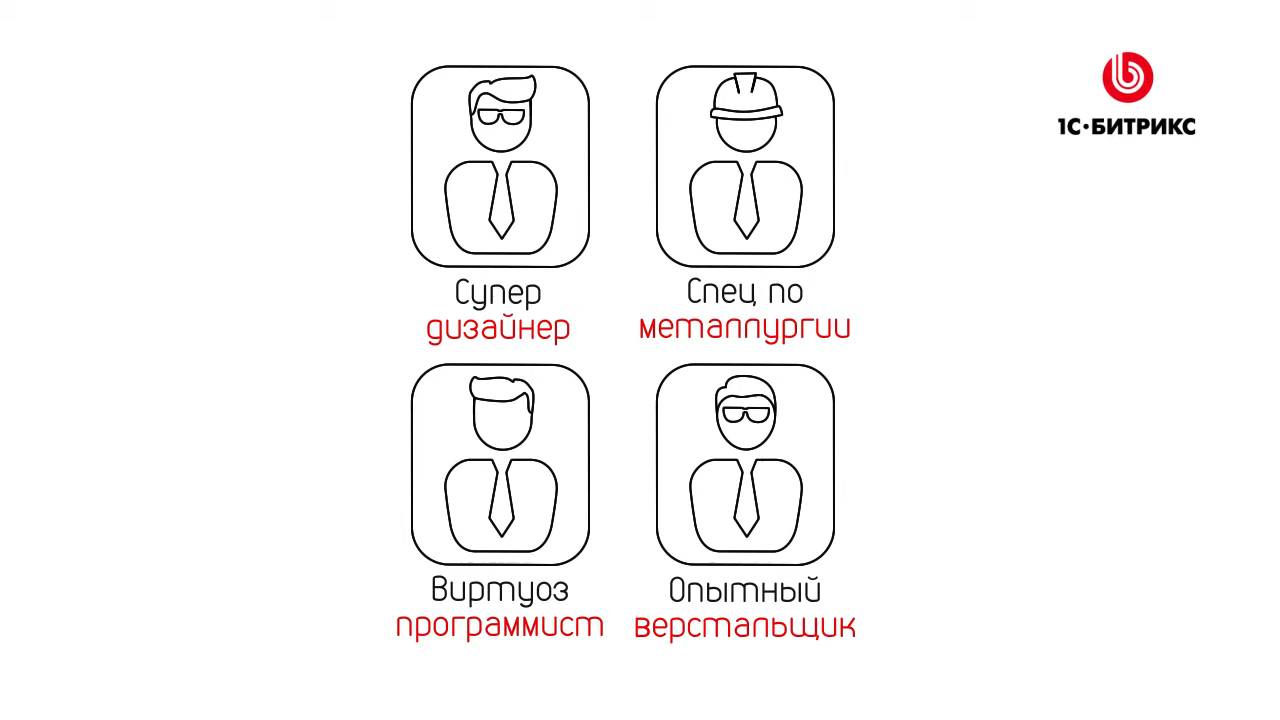 1С·БИТРИКС
Супер
дизайнер
Спец по
металлургии
Виртуоз
программист
Опытный
верстальщик